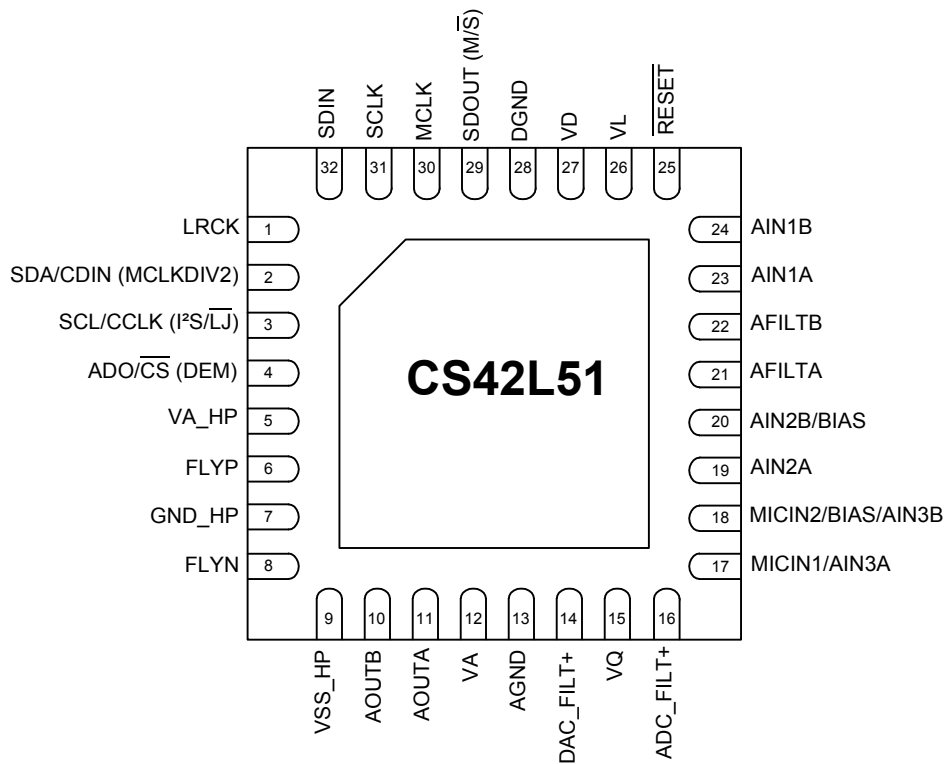 SDIN
SCLK
MCLK
SDOUT (M/S̅)
DGND
VD
VL
R̅E̅S̅E̅T̅
32
31
30
29
28
27
26
25
LRCK 1
SDA/CDIN (MCLKDIV2) 2
SCL/CCLK (I²S/L̅J̅) 3
ADO/C̅S̅ (DEM) 4
VA_HP 5
FLYP 6
GND_HP 7
FLYN 8
CS42L51
24 AIN1B
23 AIN1A
22 AFILTB
21 AFILTA
20 AIN2B/BIAS
19 AIN2A
18 MICIN2/BIAS/AIN3B
17 MICIN1/AIN3A
9
10
11
12
13
14
15
16
VSS_HP
AOUTB
AOUTA
VA
AGND
DAC_FILT+
VQ
ADC_FILT+